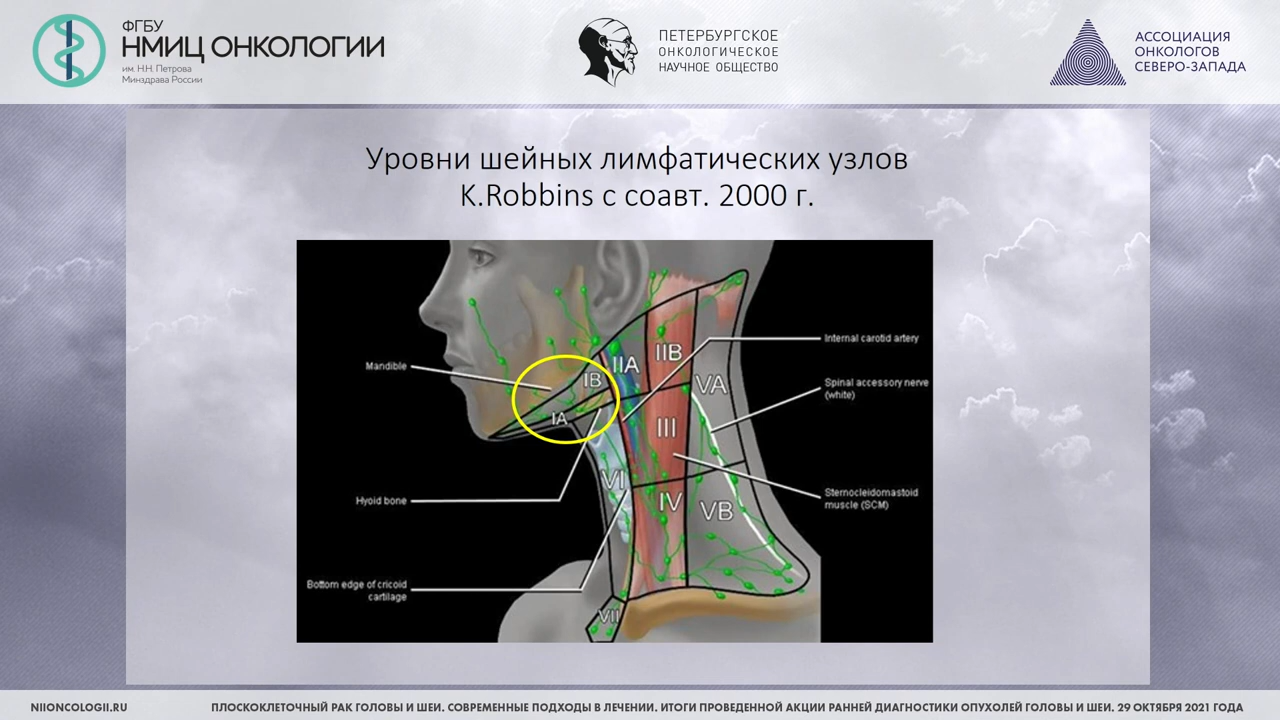 ФГБУ
НМИЦ ОНКОЛОГИИ
им. Н.Н. Петрова
Минздрава России
ПЕТЕРБУРГСКОЕ
ОНКОЛОГИЧЕСКОЕ
НАУЧНОЕ ОБЩЕСТВО
АССОЦИАЦИЯ
ОНКОЛОГОВ
СЕВЕРО-ЗАПАДА
Уровни шейных лимфатических узлов
K.Robbins с соавт. 2000 г.
Internal carotid artery
IIB
IIA
Mandible
IB
VA
Spinal accessory nerve
(white)
IA
III
VI
Hyoid bone
IV
VB
Sternocleidomastoid
muscle (SCM)
Bottom edge of cricoid
cartilage
VII
NIIONCOLOGII.RU
ПЛОСКОКЛЕТОЧНЫЙ РАК ГОЛОВЫ И ШЕИ. СОВРЕМЕННЫЕ ПОДХОДЫ В ЛЕЧЕНИИ. ИТОГИ ПРОВЕДЕННОЙ АКЦИИ РАННЕЙ ДИАГНОСТИКИ ОПУХОЛЕЙ ГОЛОВЫ И ШЕИ. 29 ОКТЯБРЯ 2021 ГОДА